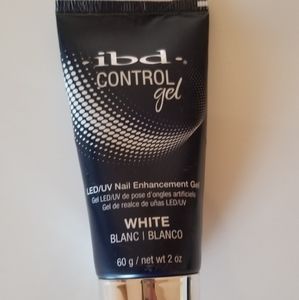 ibd
CONTROL
gel
LED/UV Nail Enhancement Gel
Gel LED/UV de pose d'ongles artificiels
Gel de realce de uñas LED/UV
WHITE
BLANC | BLANCO
60 g / net wt 2 oz